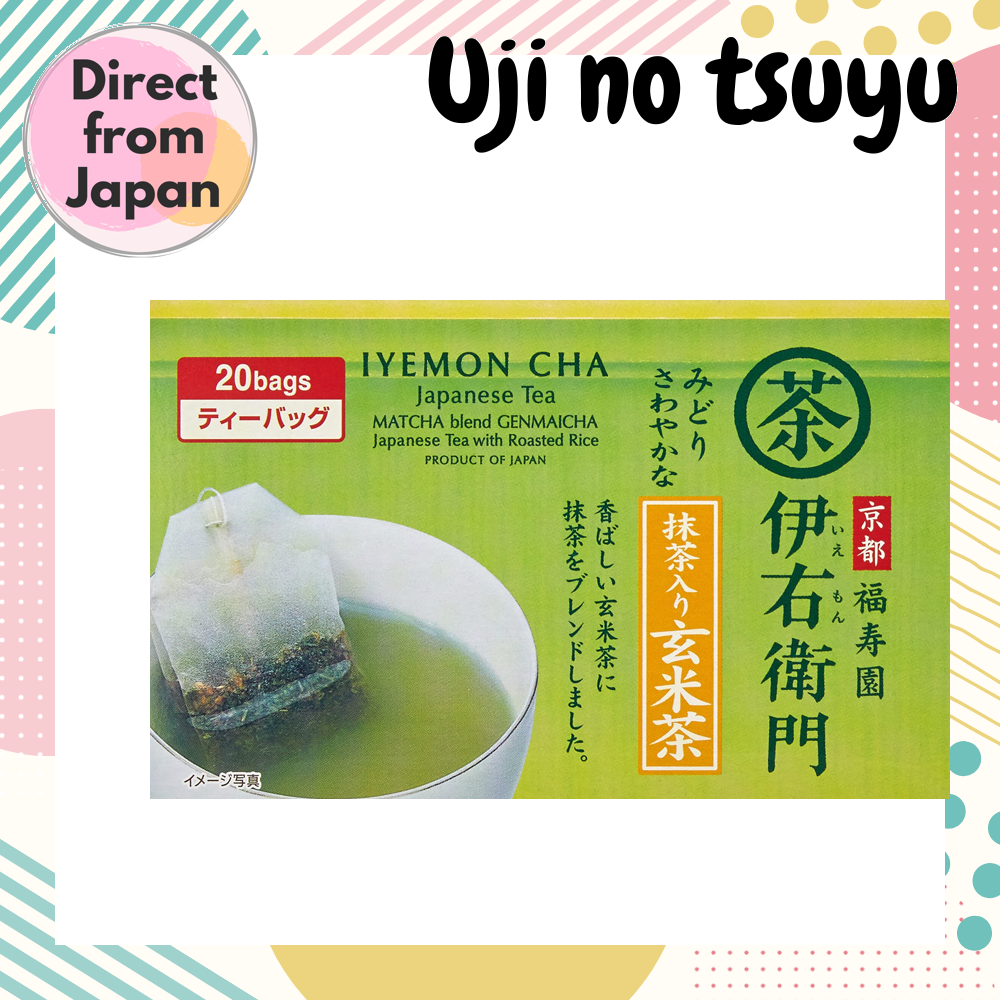 Direct
from
Japan
Uji no tsuyu
20bags
ティーバッグ
IYEMON CHA
Japanese Tea
MATCHA blend GENMAICHA
Japanese Tea with Roasted Rice
PRODUCT OF JAPAN
茶
京都
福寿園
伊右衛門
いえもん
みどり
さわやかな
抹茶入り玄米茶
香ばしい玄米茶に
抹茶をブレンドしました。
イメージ写真